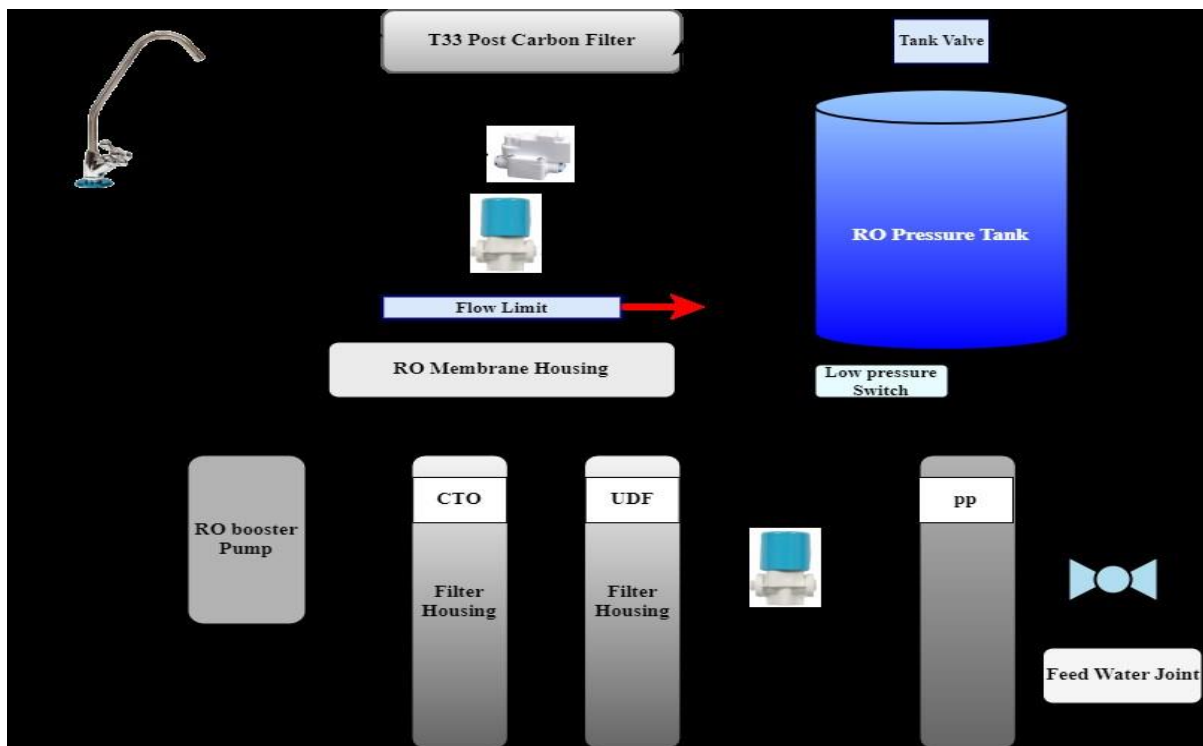 T33 Post Carbon Filter
Tank Valve
RO Pressure Tank
Flow Limit
RO Membrane Housing
Low pressure
Switch
CTO
UDF
pp
RO booster
Pump
Filter
Housing
Filter
Housing
Feed Water Joint